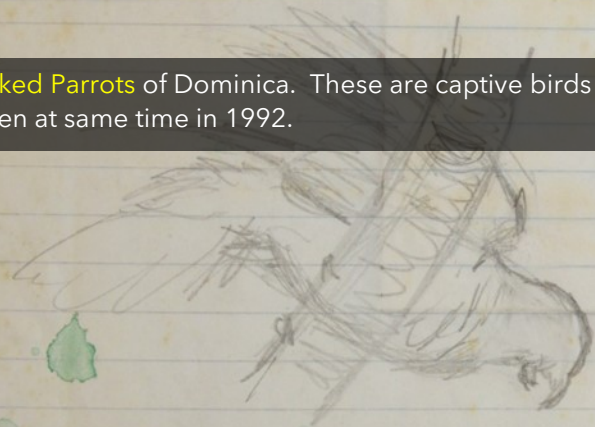 ked Parrots of Dominica.  These are captive birds
en at same time in 1992.